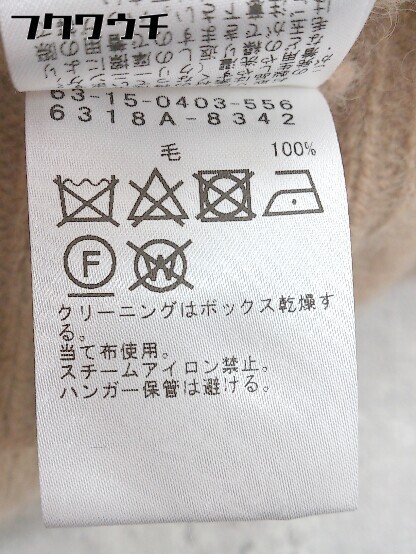 フクウウチ
63-15-0403-556
6318A-8342
毛 100%
F W
クリーニングはボックス乾燥す
る。
当て布使用。
スチームアイロン禁止。
ハンガー保管は避ける。